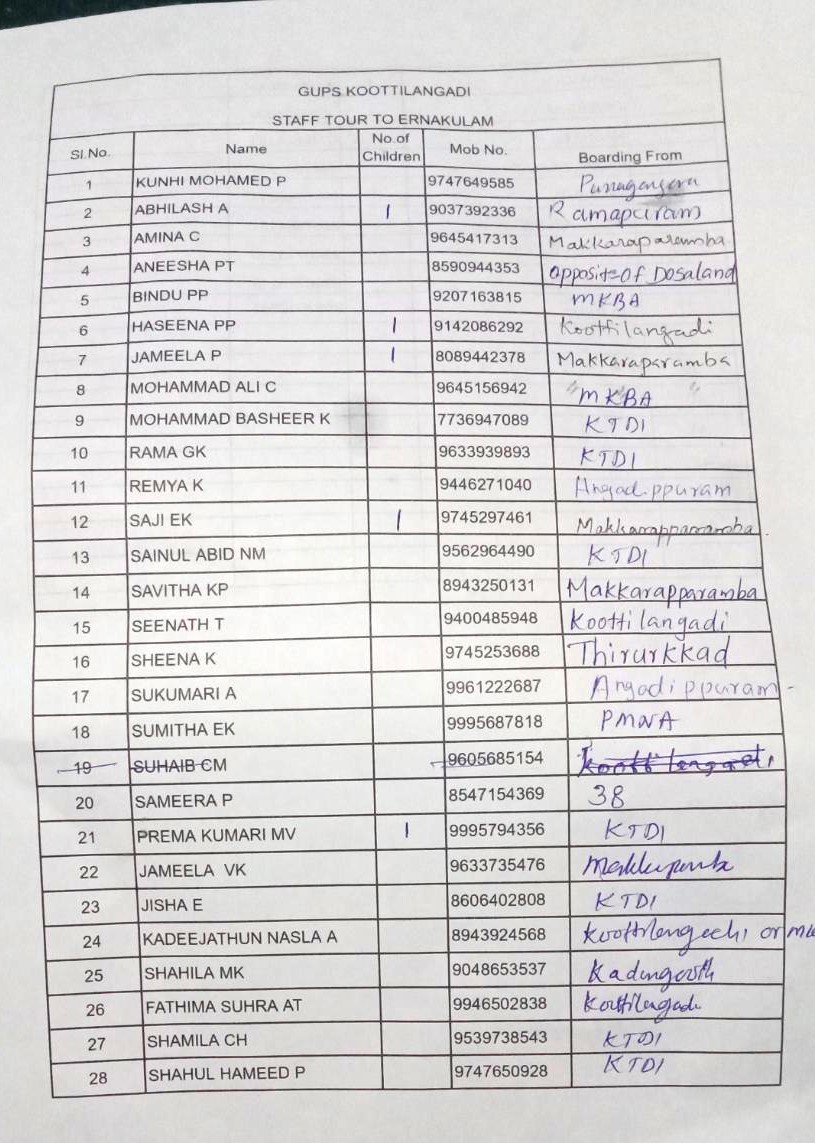 GUPS KOOTTILANGADI
STAFF TOUR TO ERNAKULAM
Sl.No. Name No.of Children Mob No. Boarding From
1 KUNHI MOHAMED P 9747649585
2 ABHILASH A 1 9037392336 Ramapuram
3 AMINA C 9645417313 Makkaraparamba
4 ANEESHA PT 8590944353 Opposite of Dosaland
5 BINDU PP 9207163815 MKBA
6 HASEENA PP 1 9142086292 Koottilangadi
7 JAMEELA P 1 8089442378 Makkaraparamba
8 MOHAMMAD ALI C 9645156942 MKBA
9 MOHAMMAD BASHEER K 7736947089 KTDI
10 RAMA GK 9633939893 KTDI
11 REMYA K 9446271040 Angadippuram
12 SAJI EK 1 9745297461 Makkarapparamba
13 SAINUL ABID NM 9562964490 KTDI
14 SAVITHA KP 8943250131 Makkarapparamba
15 SEENATH T 9400485948 Koottilangadi
16 SHEENA K 9745253688 Thirurkkad
17 SUKUMARI A 9961222687 Angadippuram
18 SUMITHA EK 9995687818 PMNA
19 SUHAIB CM 9605685154
20 SAMEERA P 8547154369 38
21 PREMA KUMARI MV 1 9995794356 KTDI
22 JAMEELA VK 9633735476
23 JISHA E 8606402808 KTDI
24 KADEEJATHUN NASLA A 8943924568 or
25 SHAHILA MK 9048653537
26 FATHIMA SUHRA AT 9946502838
27 SHAMILA CH 9539738543 KTDI
28 SHAHUL HAMEED P 9747650928 KTDI